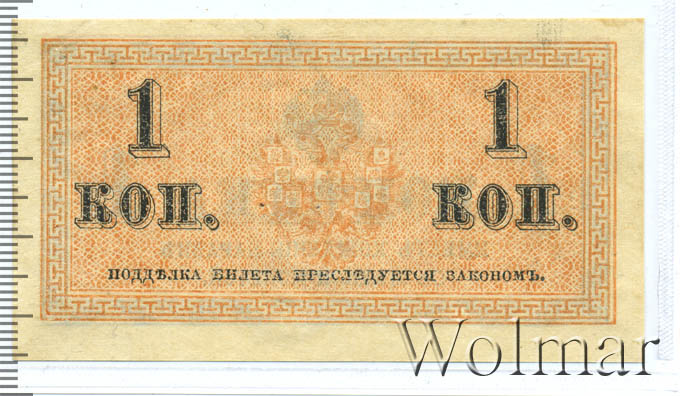 1 1
КОП. КОП.
ПОДДѢЛКА БИЛЕТА ПРЕСЛѢДУЕТСЯ ЗАКОНОМЪ.
Wolmar